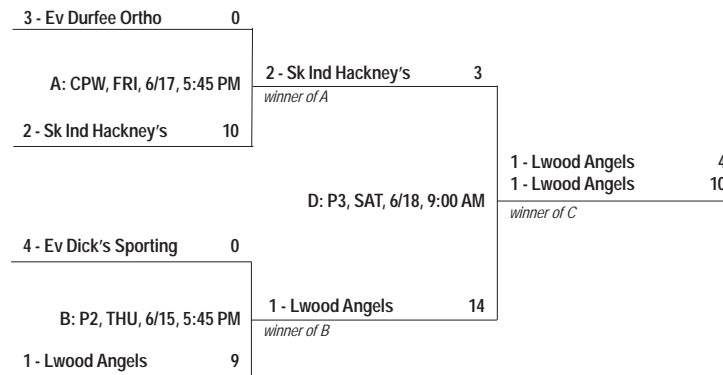 3 - Ev Durfee Ortho 0
A: CPW, FRI, 6/17, 5:45 PM
2 - Sk Ind Hackney's 3
winner of A
2 - Sk Ind Hackney's 10
1 - Lwood Angels 4
1 - Lwood Angels 10
D: P3, SAT, 6/18, 9:00 AM
winner of C
4 - Ev Dick's Sporting 0
B: P2, THU, 6/15, 5:45 PM
1 - Lwood Angels 14
winner of B
1 - Lwood Angels 9